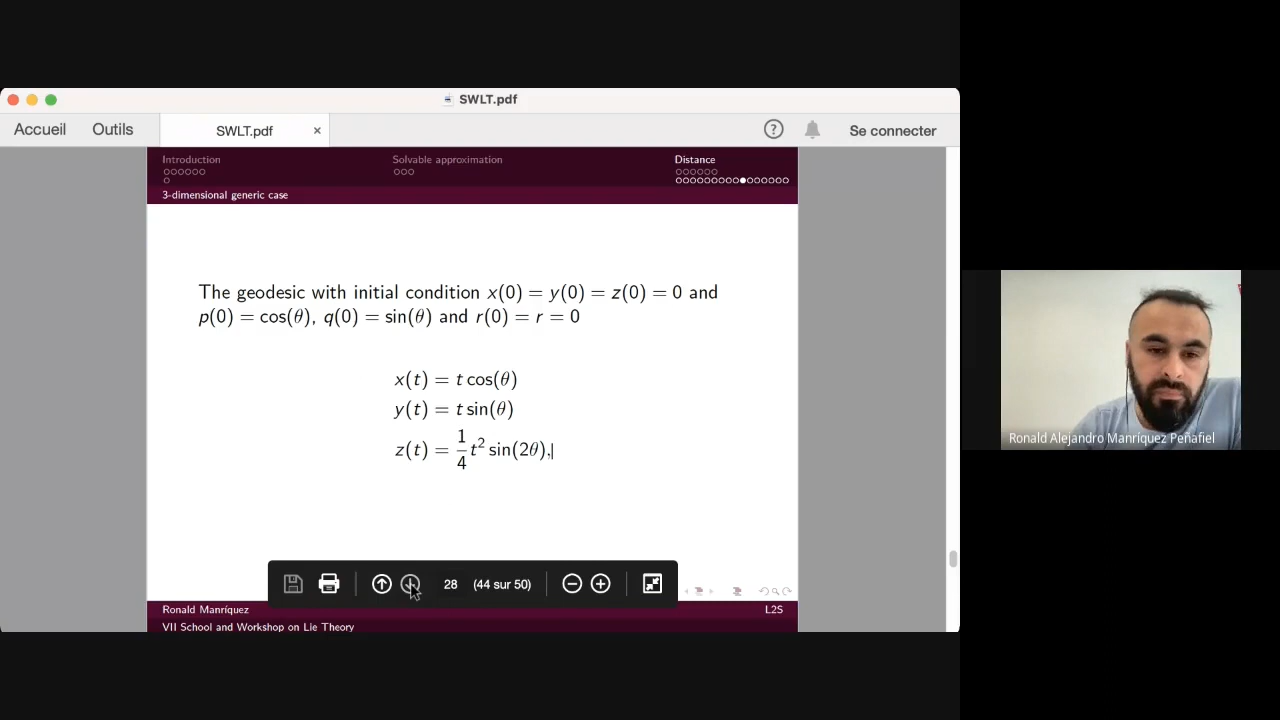 SWLT.pdf
Accueil Outils SWLT.pdf × ? Se connecter
Introduction Solvable approximation Distance
3-dimensional generic case
The geodesic with initial condition x(0) = y(0) = z(0) = 0 and
p(0) = cos(θ), q(0) = sin(θ) and r(0) = r = 0
x(t) = t cos(θ)
y(t) = t sin(θ)
z(t) = 1/4 t² sin(2θ),
28 (44 sur 50)
Ronald Manríquez L2S
VII School and Workshop on Lie Theory
Ronald Alejandro Manríquez Peñafiel